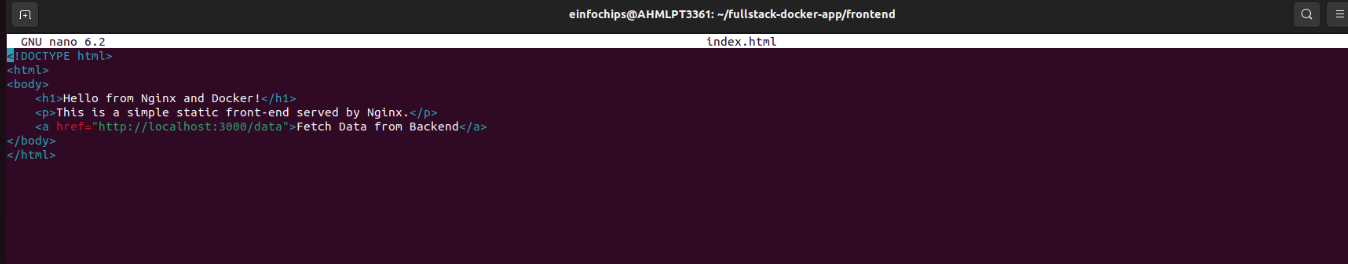 einfochips@AHMLPT3361: ~/fullstack-docker-app/frontend
GNU nano 6.2 index.html
<!DOCTYPE html>
<html>
<body>
    <h1>Hello from Nginx and Docker!</h1>
    <p>This is a simple static front-end served by Nginx.</p>
    <a href="http://localhost:3000/data">Fetch Data from Backend</a>
</body>
</html>